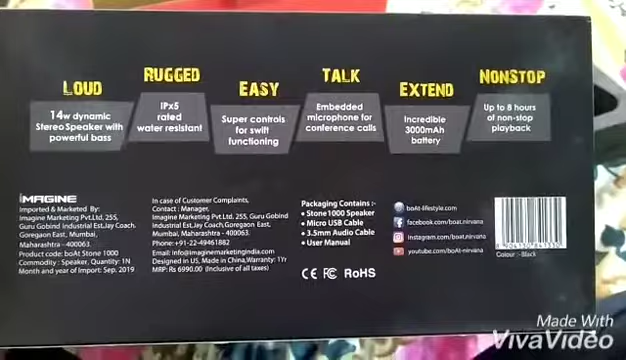 LOUD
14w dynamic
Stereo Speaker with
powerful bass
RUGGED
IPx5
rated
water resistant
EASY
Super controls
for swift
functioning
TALK
Embedded
microphone for
conference calls
EXTEND
Incredible
3000mAh
battery
NONSTOP
Up to 8 hours
of non-stop
playback
IMAGINE
Imported & Marketed By:
Imagine Marketing Pvt.Ltd, 255,
Guru Gobind Industrial Est,Jay Coach,
Goregaon East, Mumbai,
Maharashtra - 400063.
Product code: boAt Stone 1000
Commodity : Speaker, Quantity: 1N
Month and year of Import: Sep. 2019
In case of Customer Complaints,
Contact : Manager,
Imagine Marketing Pvt.Ltd, 255, Guru Gobind
Industrial Est,Jay Coach,Goregaon East,
Mumbai, Maharashtra - 400063.
Phone:+91-22-49461882
Email: info@imaginemarketingindia.com
Designed in US, Made in China,Warranty: 1Yr
MRP: Rs 6990.00 (Inclusive of all taxes)
Packaging Contains :-
• Stone1000 Speaker
• Micro USB Cable
• 3.5mm Audio Cable
• User Manual
CE FC RoHS
boAt-lifestyle.com
facebook.com/boat.nirvana
instagram.com/boat.nirvana
youtube.com/boAt-nirvana
Colour :- Black
Made With
VivaVideo